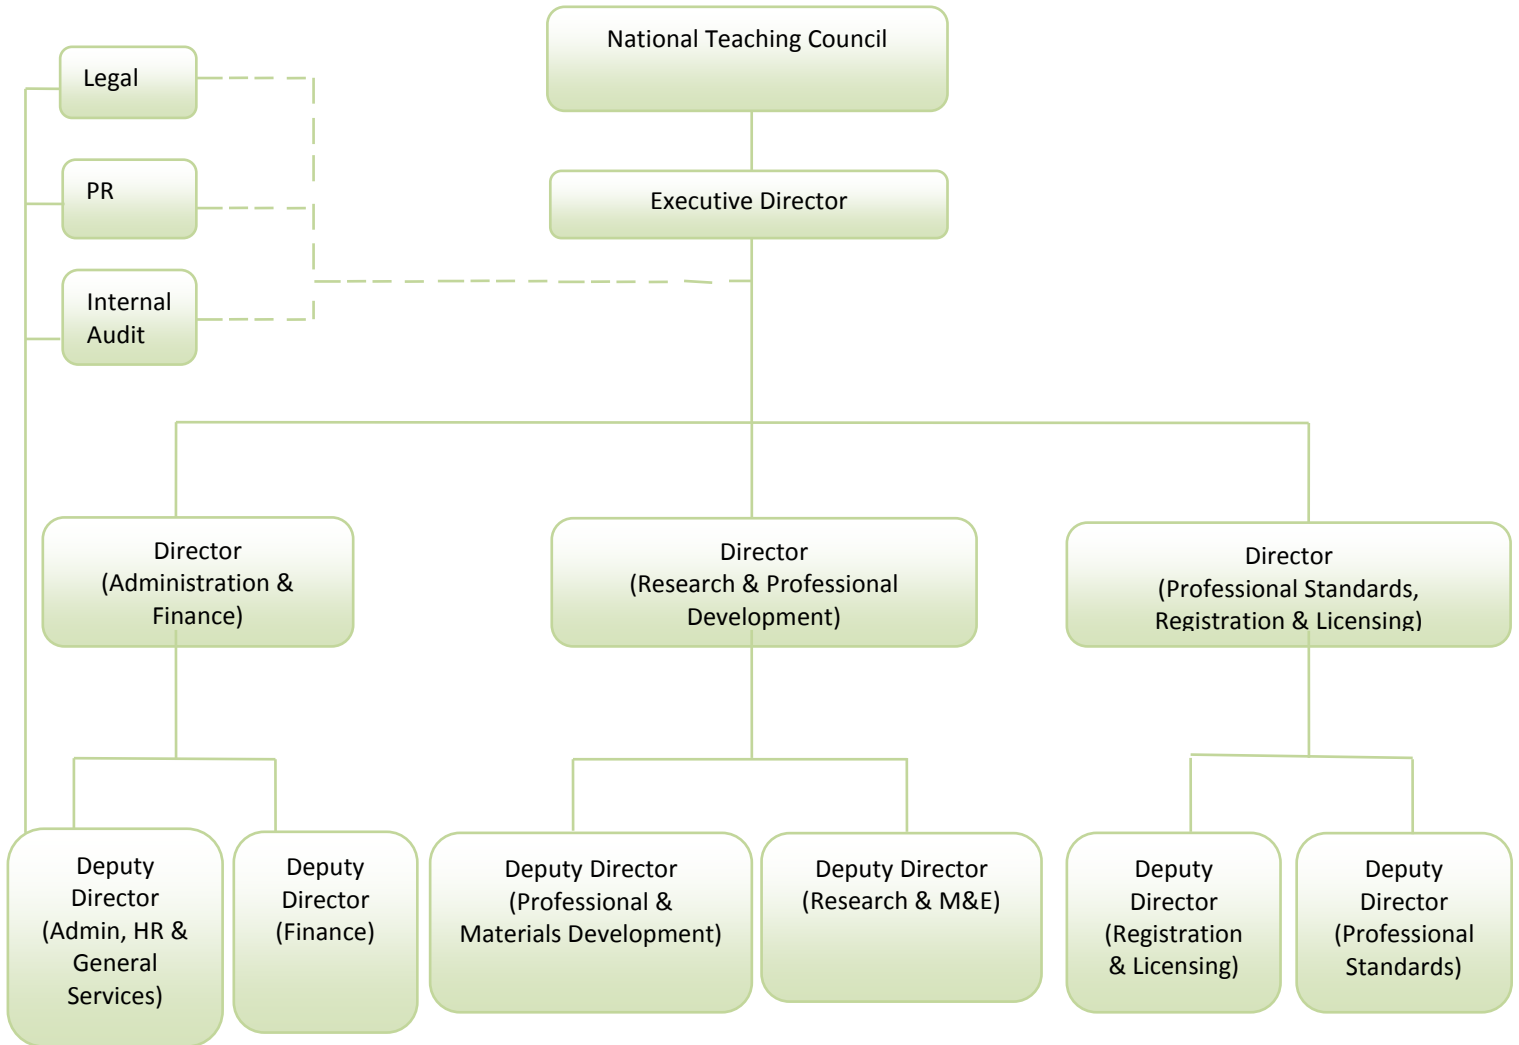 National Teaching Council
Legal
PR
Executive Director
Internal
Audit
Director
(Administration &
Finance)
Director
(Research & Professional
Development)
Director
(Professional Standards,
Registration & Licensing)
Deputy
Director
(Admin, HR &
General
Services)
Deputy
Director
(Finance)
Deputy Director
(Professional &
Materials Development)
Deputy Director
(Research & M&E)
Deputy
Director
(Registration
& Licensing)
Deputy
Director
(Professional
Standards)